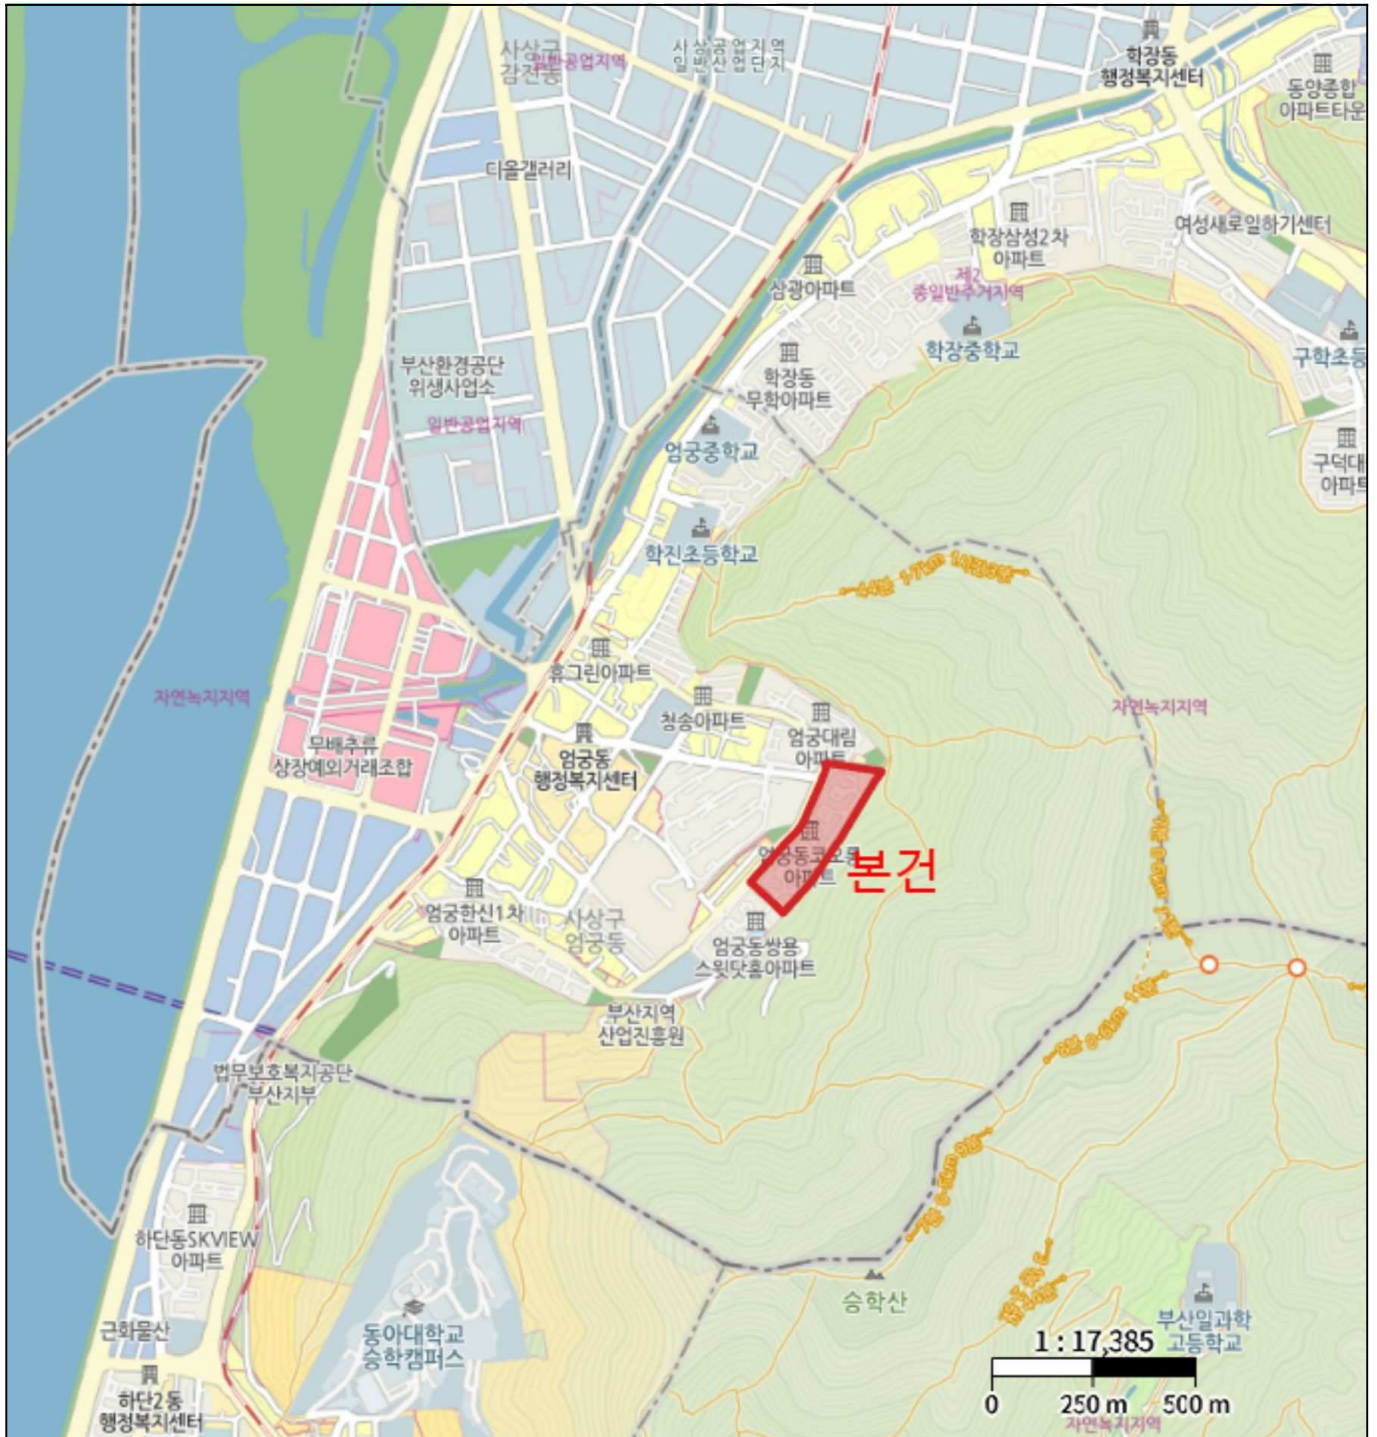 사상구
감전동
일반공업지역
사상공업지역
일반산업단지
학장동
행정복지센터
동양종합
아파트타운
디올갤러리
학장삼성2차
아파트
여성새로일하기센터
삼광아파트
제2
종일반주거지역
학장중학교
구학초등
부산환경공단
위생사업소
학장동
무학아파트
일반공업지역
엄궁중학교
구덕대
아파트
학진초등학교
휴그린아파트
자연녹지지역
청송아파트
자연녹지지역
엄궁대림
아파트
무배추류
상장예외거래조합
엄궁동
행정복지센터
엄궁동코오롱
아파트
본건
엄궁한신1차
아파트
사상구
엄궁동
엄궁동쌍용
스윗닷홈아파트
부산지역
산업진흥원
법무보호복지공단
부산지부
하단동SKVIEW
아파트
승학산
근화물산
동아대학교
승학캠퍼스
부산일과학
고등학교
1 : 17,385
0 250 m 500 m
하단2동
행정복지센터
자연녹지지역